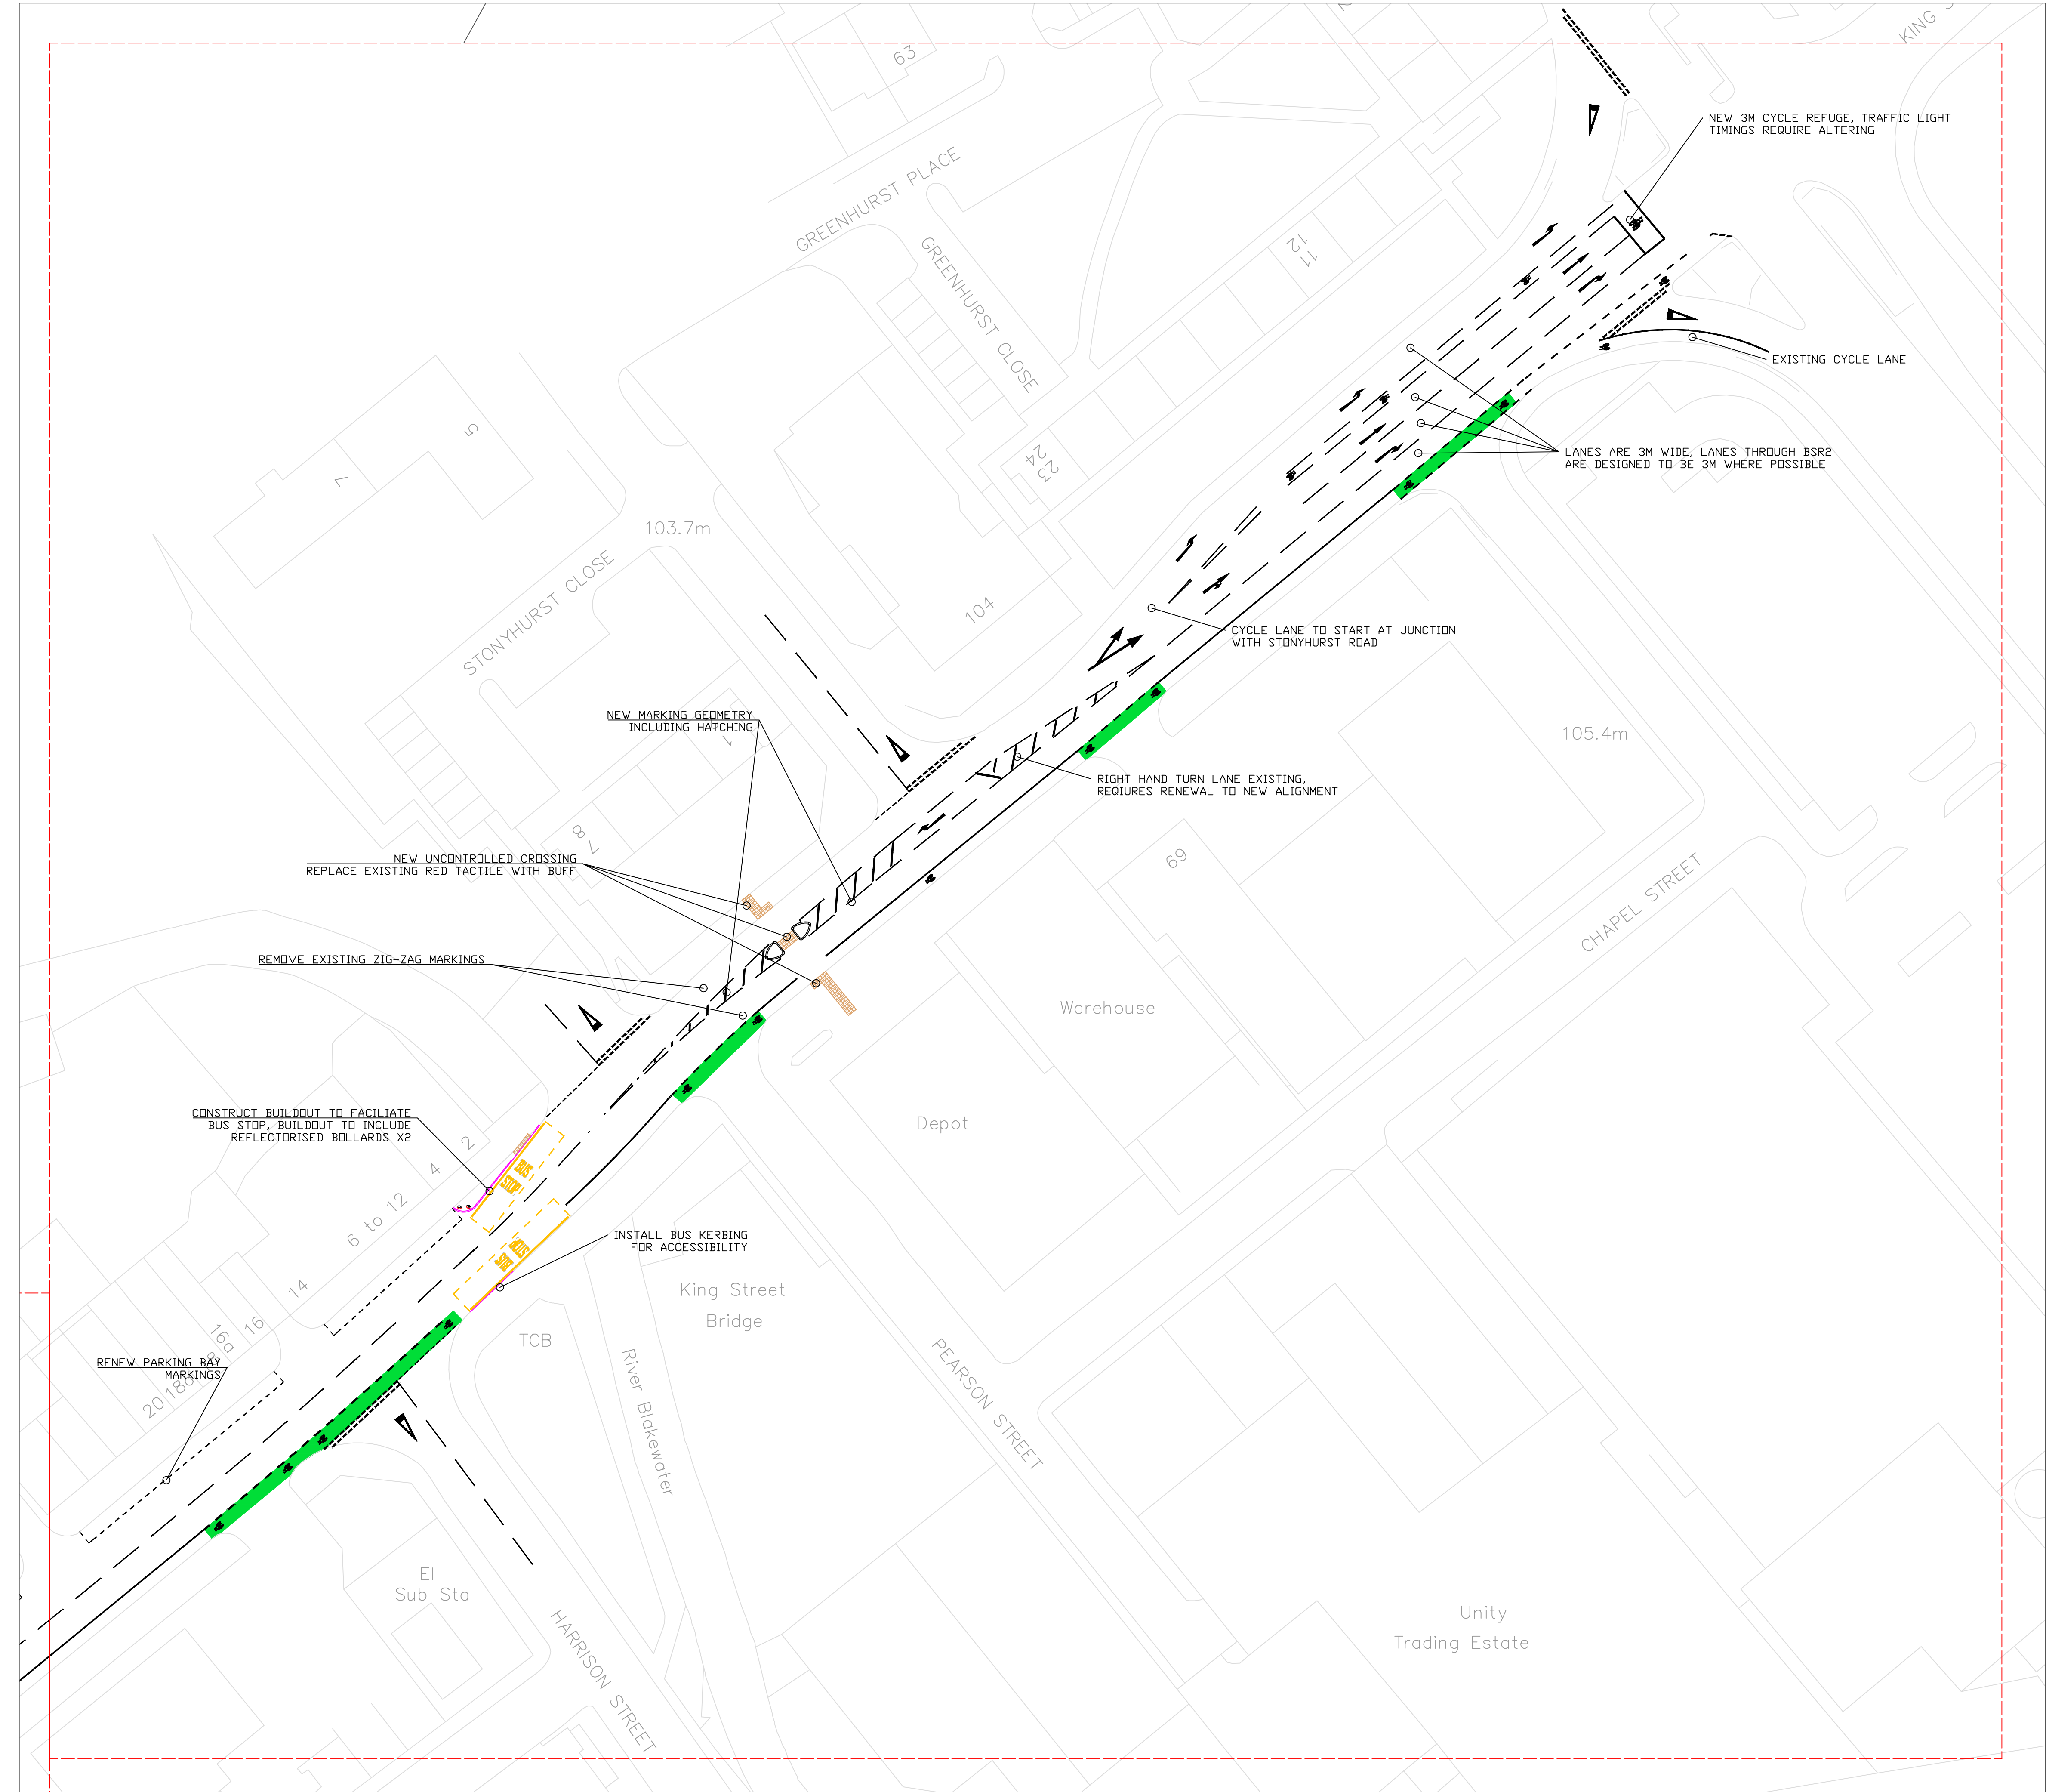 KING S
63
NEW 3M CYCLE REFUGE, TRAFFIC LIGHT
TIMINGS REQUIRE ALTERING
GREENHURST PLACE
GREENHURST CLOSE
12
11
EXISTING CYCLE LANE
5
7
24
23
LANES ARE 3M WIDE, LANES THROUGH BSR2
ARE DESIGNED TO BE 3M WHERE POSSIBLE
103.7m
STONYHURST CLOSE
104
CYCLE LANE TO START AT JUNCTION
WITH STONYHURST ROAD
NEW MARKING GEOMETRY
INCLUDING HATCHING
105.4m
RIGHT HAND TURN LANE EXISTING,
REQIURES RENEWAL TO NEW ALIGNMENT
8
7
NEW UNCONTROLLED CROSSING
REPLACE EXISTING RED TACTILE WITH BUFF
69
CHAPEL STREET
REMOVE EXISTING ZIG-ZAG MARKINGS
Warehouse
CONSTRUCT BUILDOUT TO FACILIATE
BUS STOP, BUILDOUT TO INCLUDE
REFLECTORISED BOLLARDS X2
Depot
2
4
6 to 12
14
16
16a
BUS
STOP
BUS
STOP
INSTALL BUS KERBING
FOR ACCESSIBILITY
King Street
Bridge
TCB
RENEW PARKING BAY
MARKINGS
20
River Blakewater
PEARSON STREET
El
Sub Sta
HARRISON STREET
Unity
Trading Estate